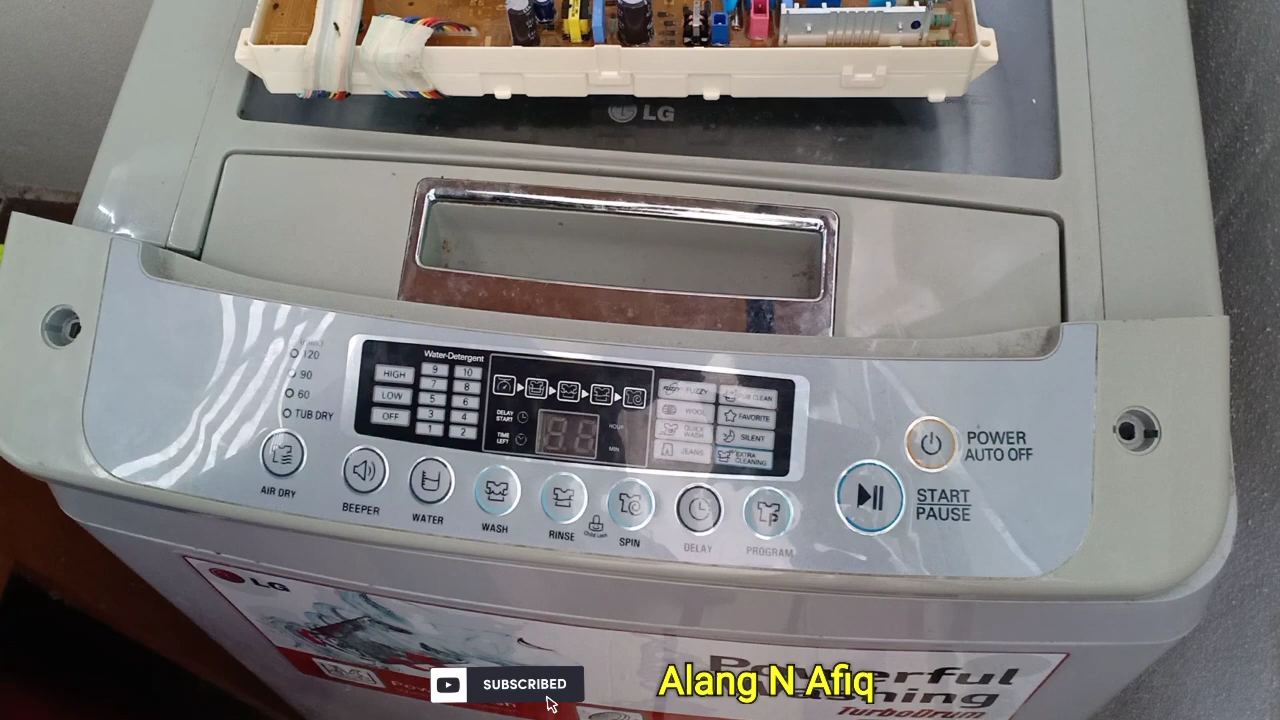 LG
120
90
60
TUB DRY
AIR DRY
BEEPER
WATER
WASH
RINSE
Child Lock
SPIN
DELAY
PROGRAM
Water-Detergent
HIGH
LOW
OFF
9 10
7 8
5 6
3 4
1 2
DELAY
START
TIME
LEFT
HOUR
MIN
FUZZY
WOOL
QUICK
WASH
JEANS
TUB CLEAN
FAVORITE
SILENT
EXTRA
CLEANING
POWER
AUTO OFF
START
PAUSE
LG
Powerful
TurboDrum
SUBSCRIBED
Alang N Afiq